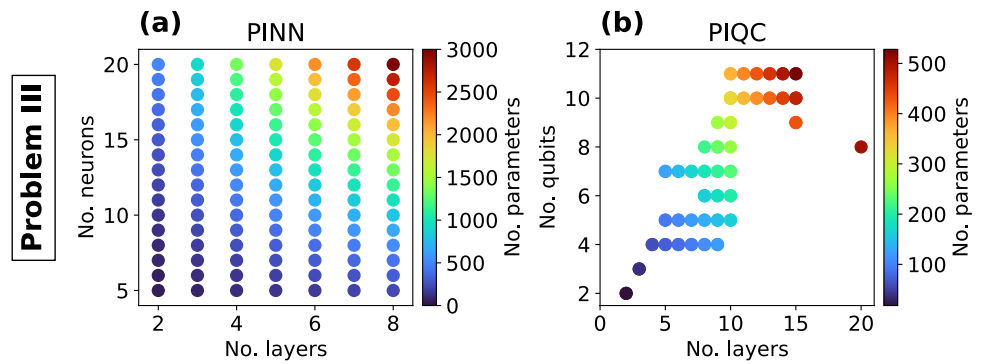 Problem III
(a)
PINN
No. neurons
20
15
10
5
2
4
6
8
No. layers
3000
2500
2000
1500
1000
500
0
No. parameters
(b)
PIQC
No. qubits
12
10
8
6
4
2
0
5
10
15
20
No. layers
500
400
300
200
100
No. parameters